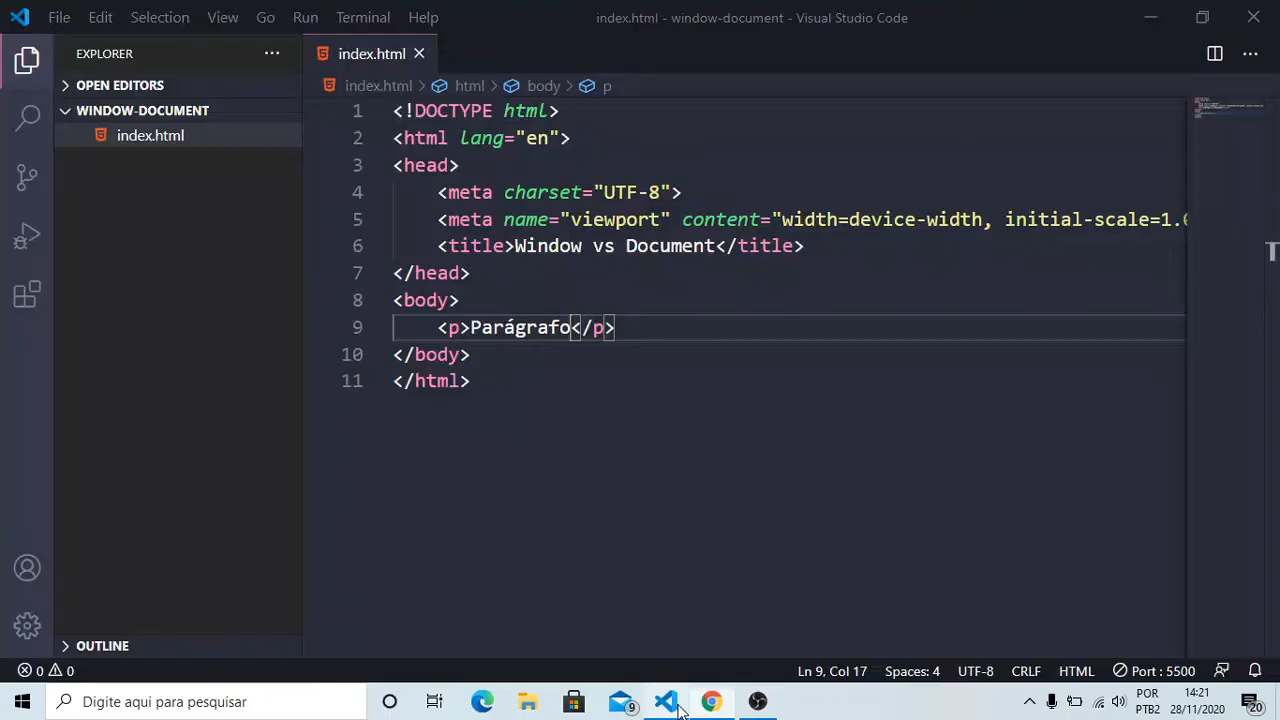 File Edit Selection View Go Run Terminal Help index.html - window-document - Visual Studio Code
EXPLORER
index.html
OPEN EDITORS
index.html html body p
WINDOW-DOCUMENT
index.html
1 <!DOCTYPE html>
2 <html lang="en">
3 <head>
4 <meta charset="UTF-8">
5 <meta name="viewport" content="width=device-width, initial-scale=1.0
6 <title>Window vs Document</title>
7 </head>
8 <body>
9 <p>Parágrafo</p>
10 </body>
11 </html>
OUTLINE
0 0 Ln 9, Col 17 Spaces: 4 UTF-8 CRLF HTML Port : 5500
Digite aqui para pesquisar
9
POR
PTB2
14:21
28/11/2020
20